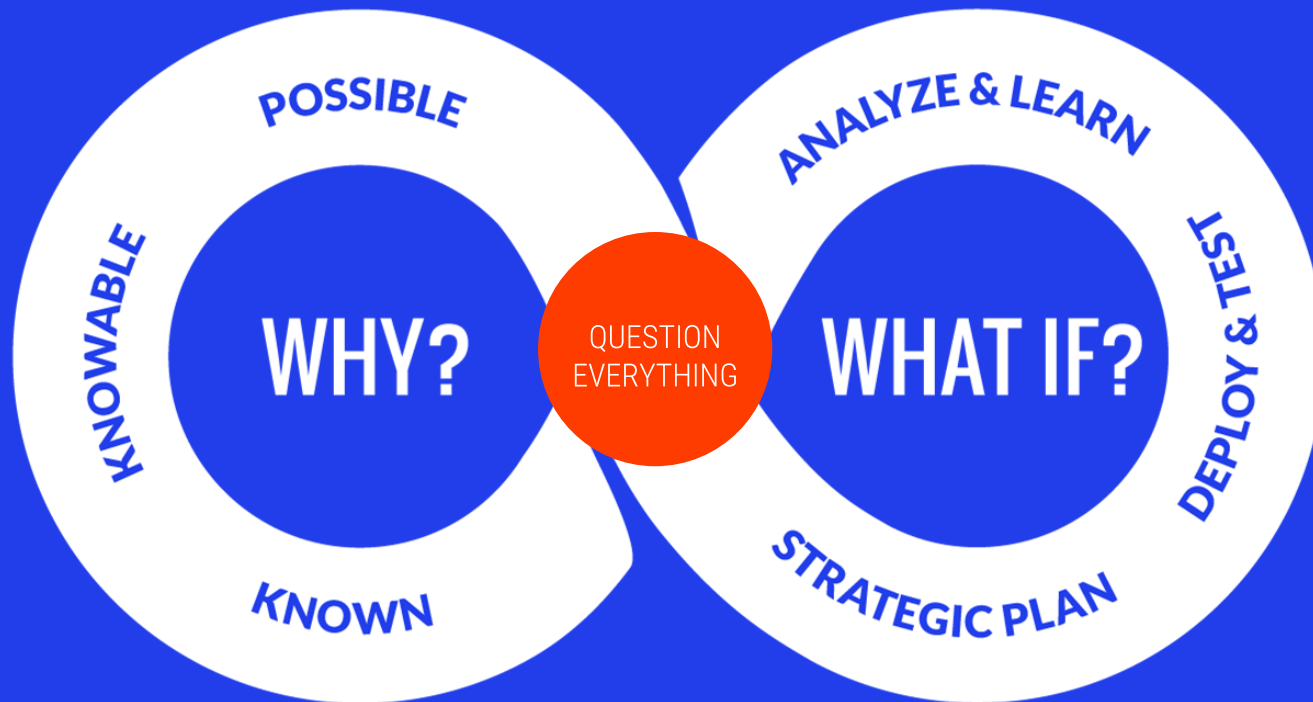 POSSIBLE
KNOWABLE
KNOWN
WHY?
QUESTION
EVERYTHING
WHAT IF?
ANALYZE & LEARN
DEPLOY & TEST
STRATEGIC PLAN